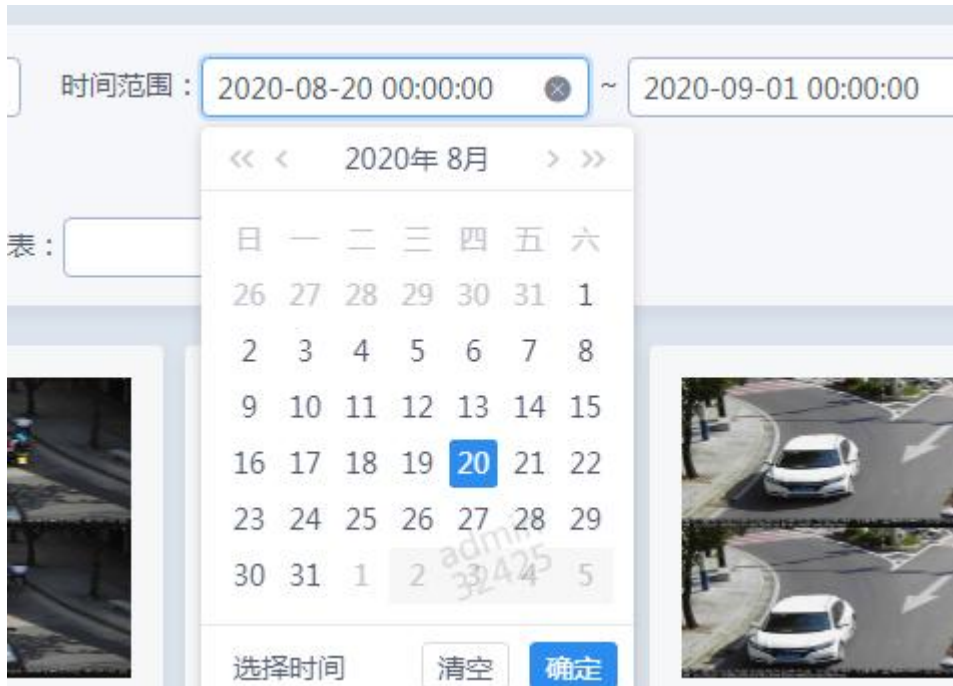 时间范围： 2020-08-20 00:00:00 ~ 2020-09-01 00:00:00
2020年 8月
表：
日 一 二 三 四 五 六
26 27 28 29 30 31 1
2 3 4 5 6 7 8
9 10 11 12 13 14 15
16 17 18 19 20 21 22
23 24 25 26 27 28 29
30 31 1 2 3 4 5
admin
32425
选择时间 清空 确定